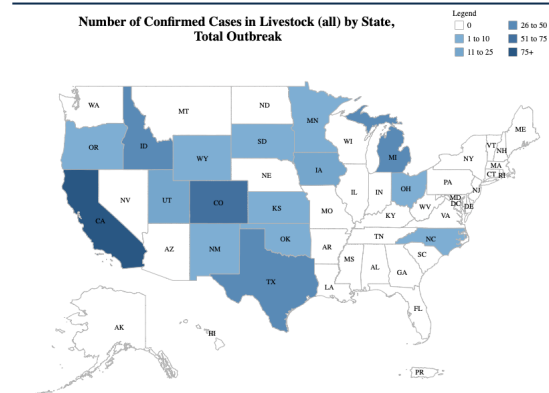 Number of Confirmed Cases in Livestock (all) by State,
Total Outbreak
Legend
0
1 to 10
11 to 25
26 to 50
51 to 75
75+
WA
MT
ND
MN
ME
OR
ID
WY
SD
WI
MI
NY
VT
NH
MA
CT
RI
NV
UT
CO
NE
IA
IL
IN
OH
PA
NJ
MD
DC
DE
CA
KS
MO
KY
WV
VA
AZ
NM
OK
AR
TN
NC
SC
TX
LA
MS
AL
GA
FL
AK
HI
PR